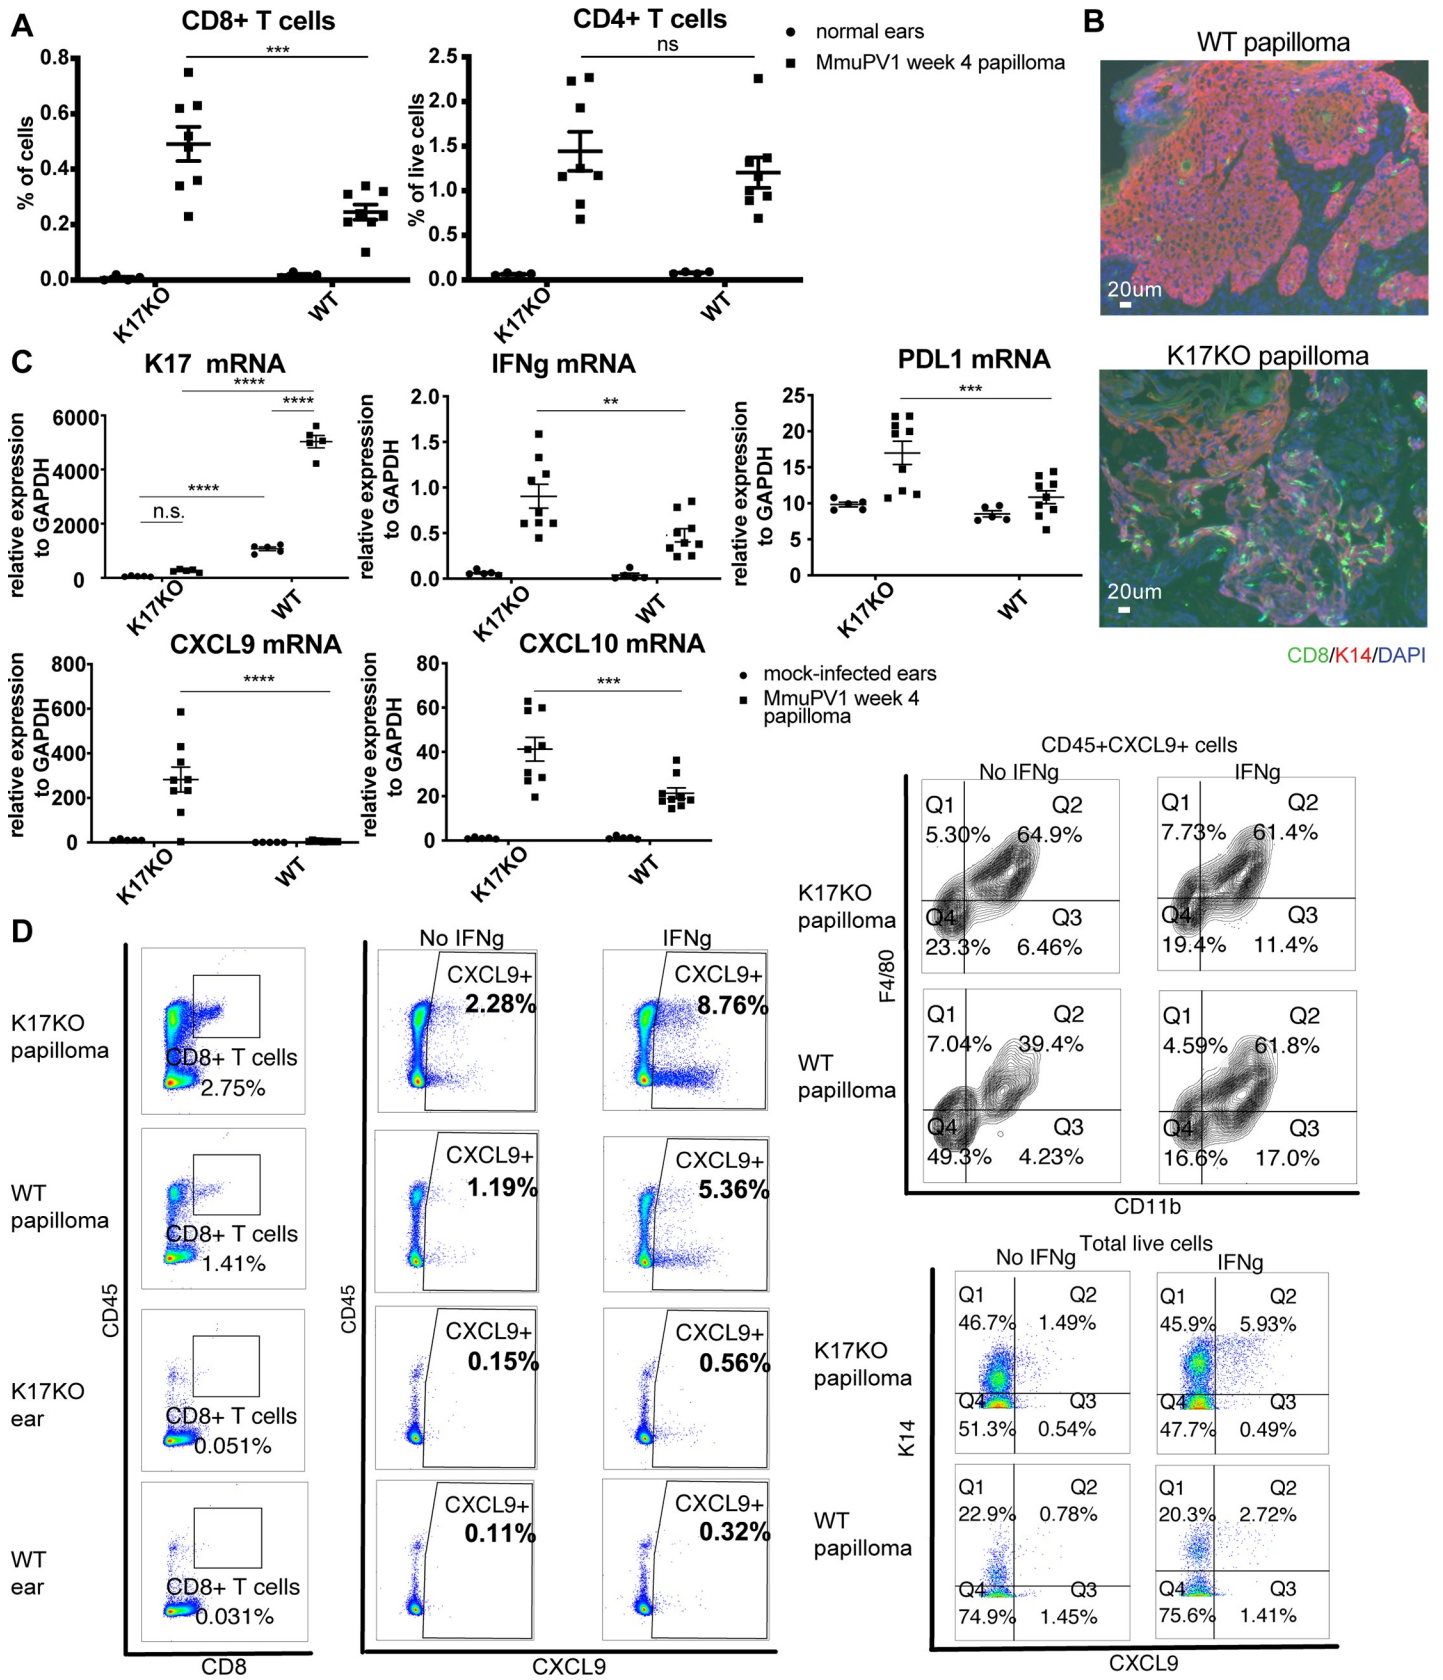 A
CD8+ T cells
***
% of cells
0.8
0.6
0.4
0.2
0.0
K17KO
WT
CD4+ T cells
ns
% of live cells
2.5
2.0
1.5
1.0
0.5
0.0
K17KO
WT
normal ears
MmuPV1 week 4 papilloma
B
WT papilloma
20um
K17KO papilloma
20um
CD8/K14/DAPI
C
K17 mRNA
****
****
****
n.s.
relative expression
to GAPDH
6000
4000
2000
0
K17KO
WT
IFNg mRNA
**
relative expression
to GAPDH
2.0
1.5
1.0
0.5
0.0
K17KO
WT
PDL1 mRNA
***
relative expression
to GAPDH
25
20
15
10
5
0
K17KO
WT
CXCL9 mRNA
****
relative expression
to GAPDH
800
600
400
200
0
K17KO
WT
CXCL10 mRNA
***
relative expression
to GAPDH
80
60
40
20
0
K17KO
WT
mock-infected ears
MmuPV1 week 4
papilloma
D
K17KO
papilloma
CD8+ T cells
2.75%
WT
papilloma
CD8+ T cells
1.41%
K17KO
ear
CD8+ T cells
0.051%
WT
ear
CD8+ T cells
0.031%
CD45
CD8
No IFNg
IFNg
CXCL9+
2.28%
CXCL9+
8.76%
CXCL9+
1.19%
CXCL9+
5.36%
CXCL9+
0.15%
CXCL9+
0.56%
CXCL9+
0.11%
CXCL9+
0.32%
CD45
CXCL9
CD45+CXCL9+ cells
No IFNg
IFNg
K17KO
papilloma
Q1 Q2
5.30% 64.9%
Q4 Q3
23.3% 6.46%
Q1 Q2
7.73% 61.4%
Q4 Q3
19.4% 11.4%
WT
papilloma
Q1 Q2
7.04% 39.4%
Q4 Q3
49.3% 4.23%
Q1 Q2
4.59% 61.8%
Q4 Q3
16.6% 17.0%
F4/80
CD11b
Total live cells
No IFNg
IFNg
K17KO
papilloma
Q1 Q2
46.7% 1.49%
Q4 Q3
51.3% 0.54%
Q1 Q2
45.9% 5.93%
Q4 Q3
47.7% 0.49%
WT
papilloma
Q1 Q2
22.9% 0.78%
Q4 Q3
74.9% 1.45%
Q1 Q2
20.3% 2.72%
Q4 Q3
75.6% 1.41%
K14
CXCL9